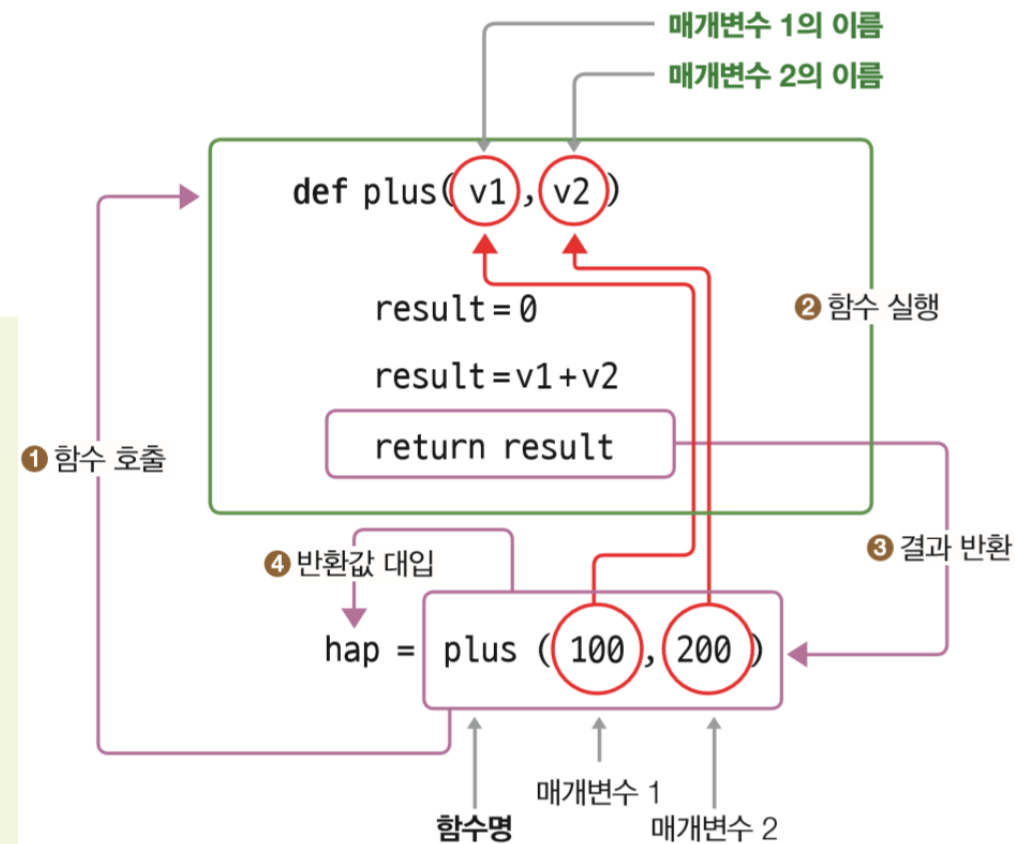 매개변수 1의 이름
매개변수 2의 이름
def plus(v1,v2)
result=0
❷ 함수 실행
result=v1+v2
return result
❶ 함수 호출
❸ 결과 반환
❹ 반환값 대입
hap = plus (100,200)
매개변수 1
함수명
매개변수 2